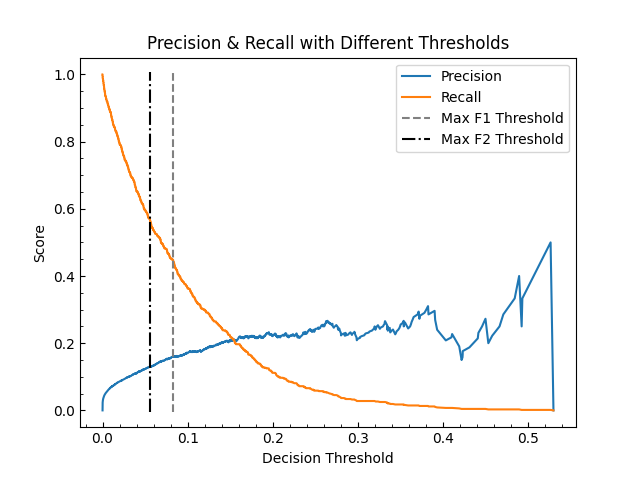 Precision & Recall with Different Thresholds
Precision
Recall
Max F1 Threshold
Max F2 Threshold
Score
1.0
0.8
0.6
0.4
0.2
0.0
0.0 0.1 0.2 0.3 0.4 0.5
Decision Threshold